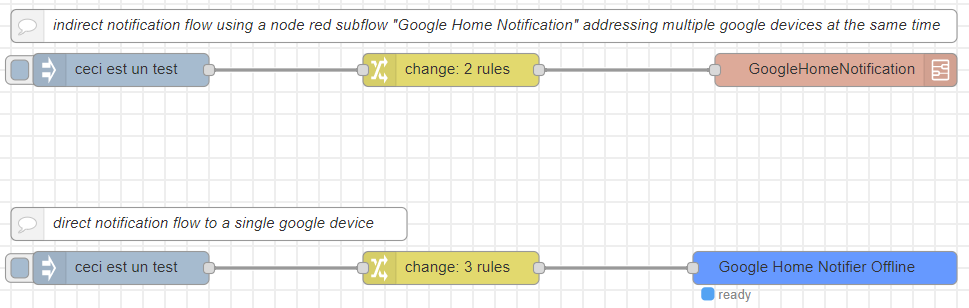 indirect notification flow using a node red subflow "Google Home Notification" addressing multiple google devices at the same time
ceci est un test
change: 2 rules
GoogleHomeNotification
direct notification flow to a single google device
ceci est un test
change: 3 rules
Google Home Notifier Offline
ready